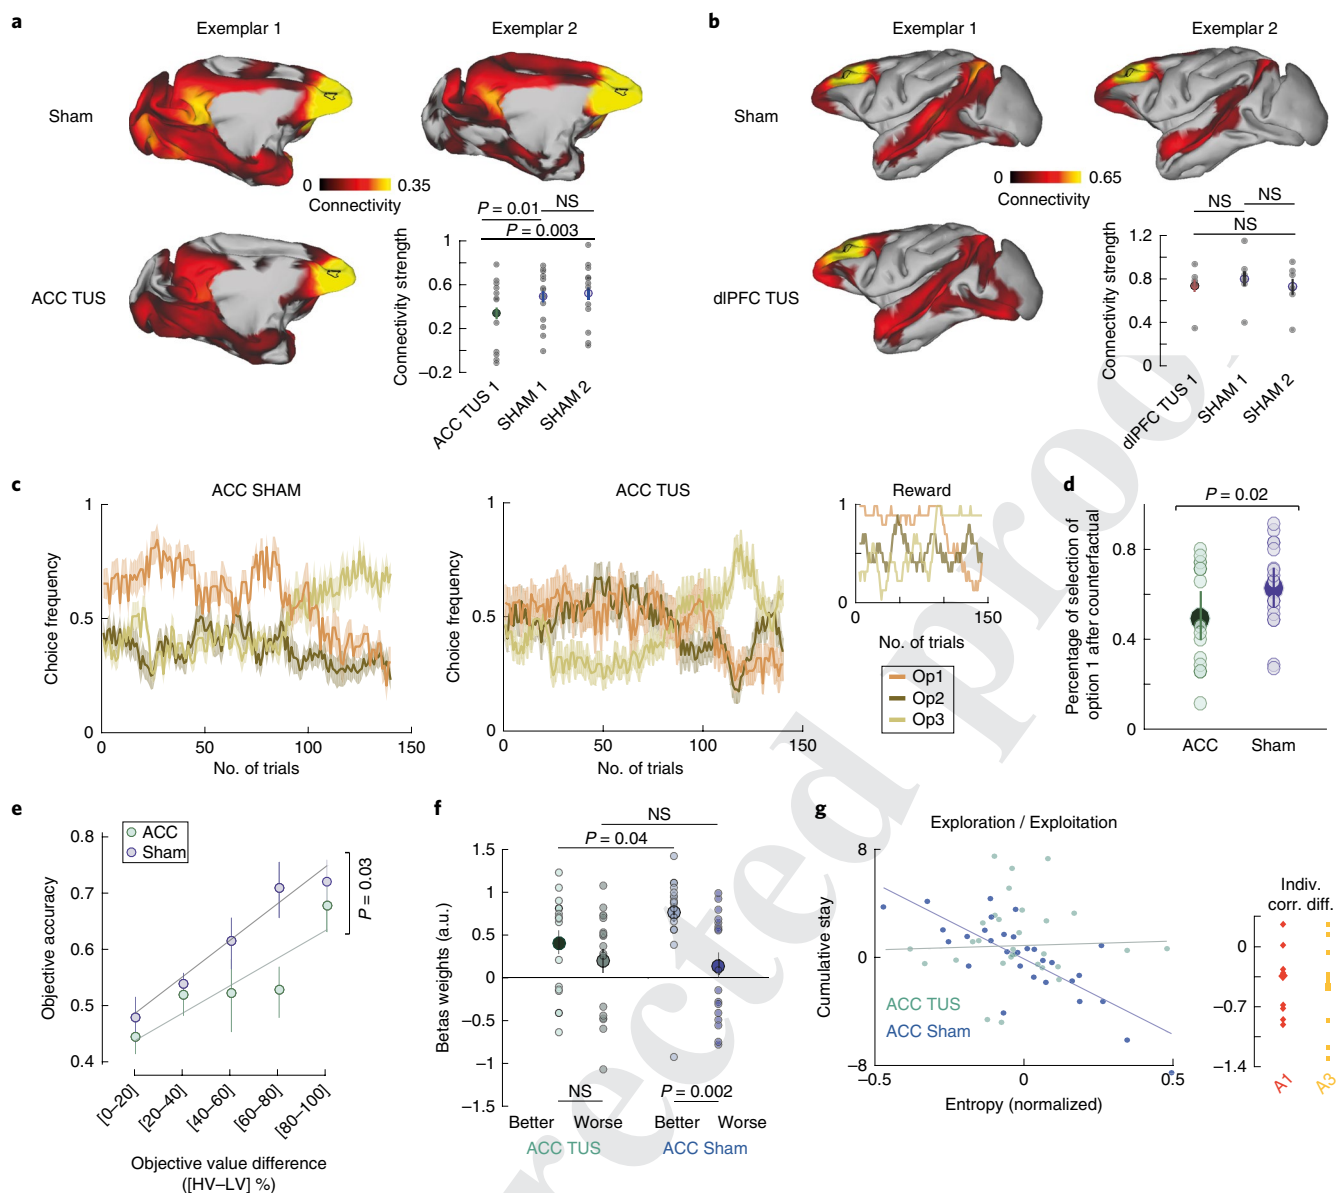 a
Exemplar 1
Exemplar 2
Sham
0
0.35
Connectivity
ACC TUS
P = 0.01
NS
P = 0.003
Connectivity strength
1
0.6
0.2
−0.2
ACC TUS 1
SHAM 1
SHAM 2
b
Exemplar 1
Exemplar 2
Sham
0
0.65
Connectivity
dlPFC TUS
NS
NS
NS
Connectivity strength
1.2
0.8
0.4
0
dlPFC TUS 1
SHAM 1
SHAM 2
c
ACC SHAM
Choice frequency
1
0.5
0
0
50
100
150
No. of trials
ACC TUS
Choice frequency
1
0.5
0
0
50
100
150
No. of trials
Reward
1
0
0
150
No. of trials
Op1
Op2
Op3
d
P = 0.02
Percentage of selection of
option 1 after counterfactual
0.8
0.4
0
ACC
Sham
e
ACC
Sham
Objective accuracy
0.8
0.7
0.6
0.5
0.4
P = 0.03
[0–20]
[20–40]
[40–60]
[60–80]
[80–100]
Objective value difference
([HV–LV] %)
f
NS
P = 0.04
Betas weights (a.u.)
1.5
1
0.5
0
−0.5
−1
−1.5
NS
P = 0.002
Better
Worse
Better
Worse
ACC TUS
ACC Sham
g
Exploration / Exploitation
Cumulative stay
8
0
−8
−0.5
0
0.5
Entropy (normalized)
ACC TUS
ACC Sham
Indiv.
corr. diff.
0
−0.7
−1.4
A1
A3
rected proo